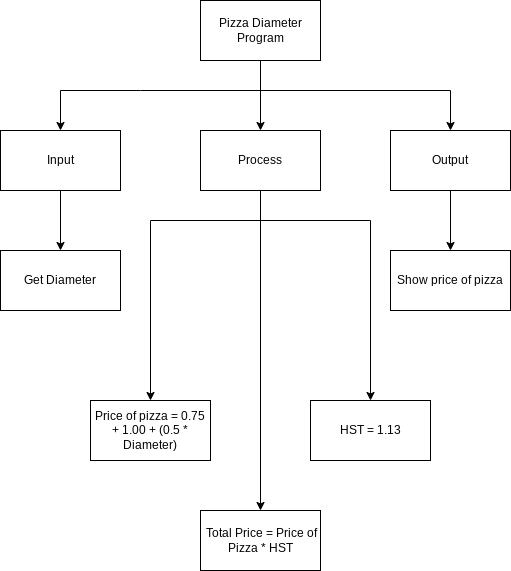 Pizza Diameter
Program
Input
Process
Output
Get Diameter
Show price of pizza
Price of pizza = 0.75
+ 1.00 + (0.5 *
Diameter)
HST = 1.13
Total Price = Price of
Pizza * HST